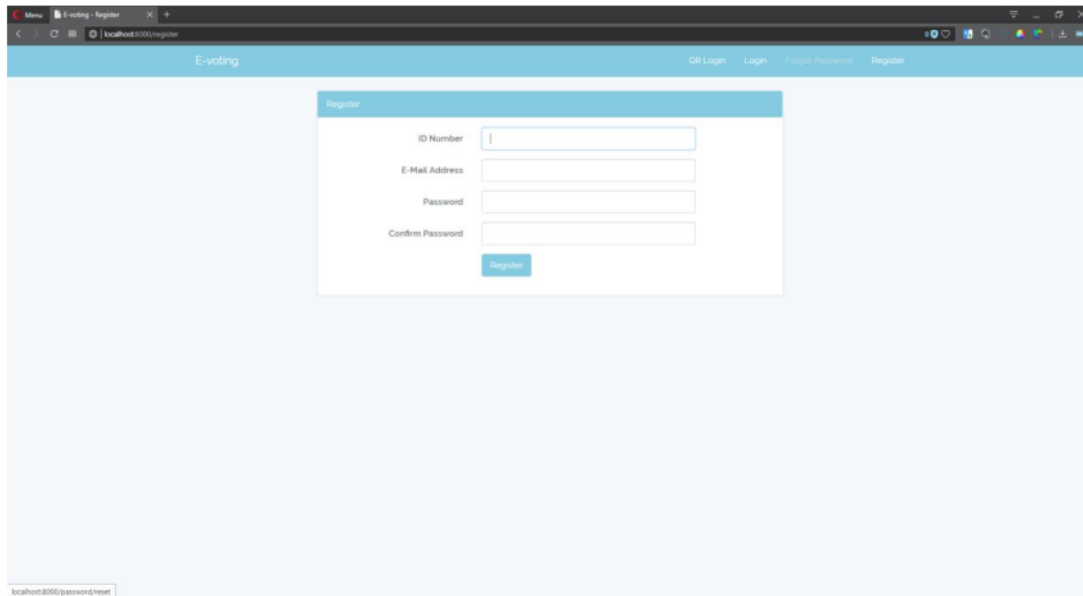 Menu E-voting - Register
localhost:8000/register
E-voting QR Login Login Forgot Password Register
Register
ID Number
E-Mail Address
Password
Confirm Password
Register
localhost:8000/password/reset